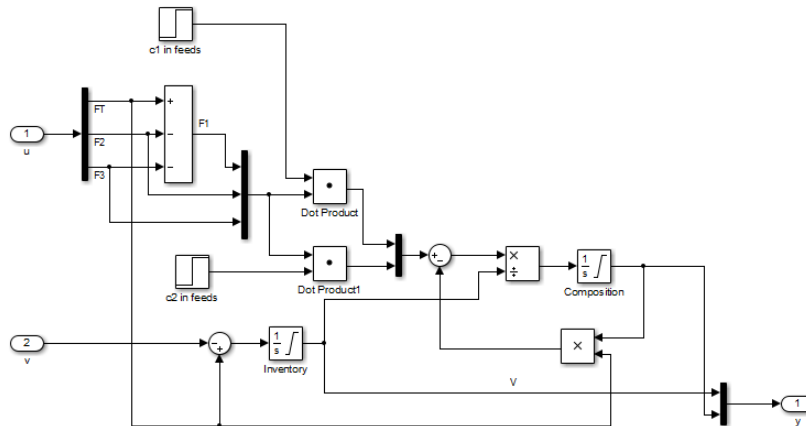 c1 in feeds
FT
+
1
u
F2
−
F1
F3
−
Dot Product
c2 in feeds
Dot Product1
+
−
×
÷
1
s
Composition
2
v
−
+
1
s
Inventory
×
V
1
y